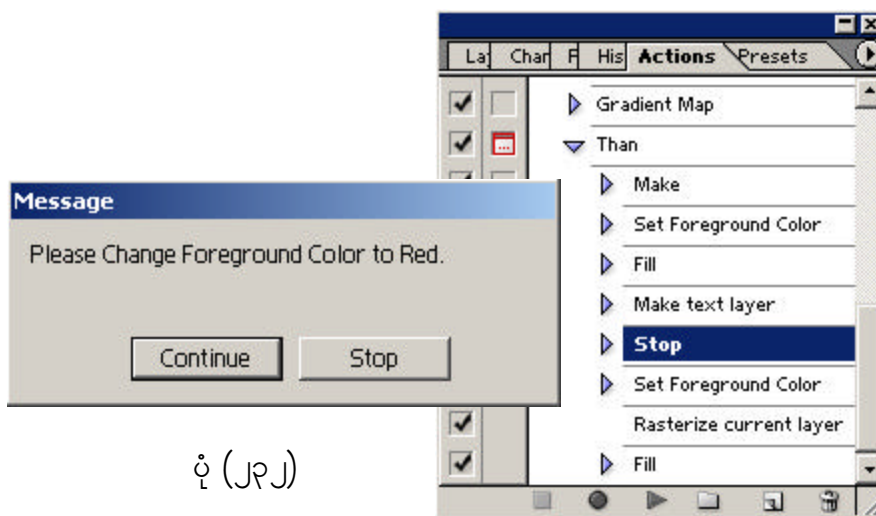 La Char F His Actions Presets
Gradient Map
Than
Make
Set Foreground Color
Fill
Make text layer
Stop
Set Foreground Color
Rasterize current layer
Fill
Message
Please Change Foreground Color to Red.
Continue Stop
ပုံ (၂၃၂)